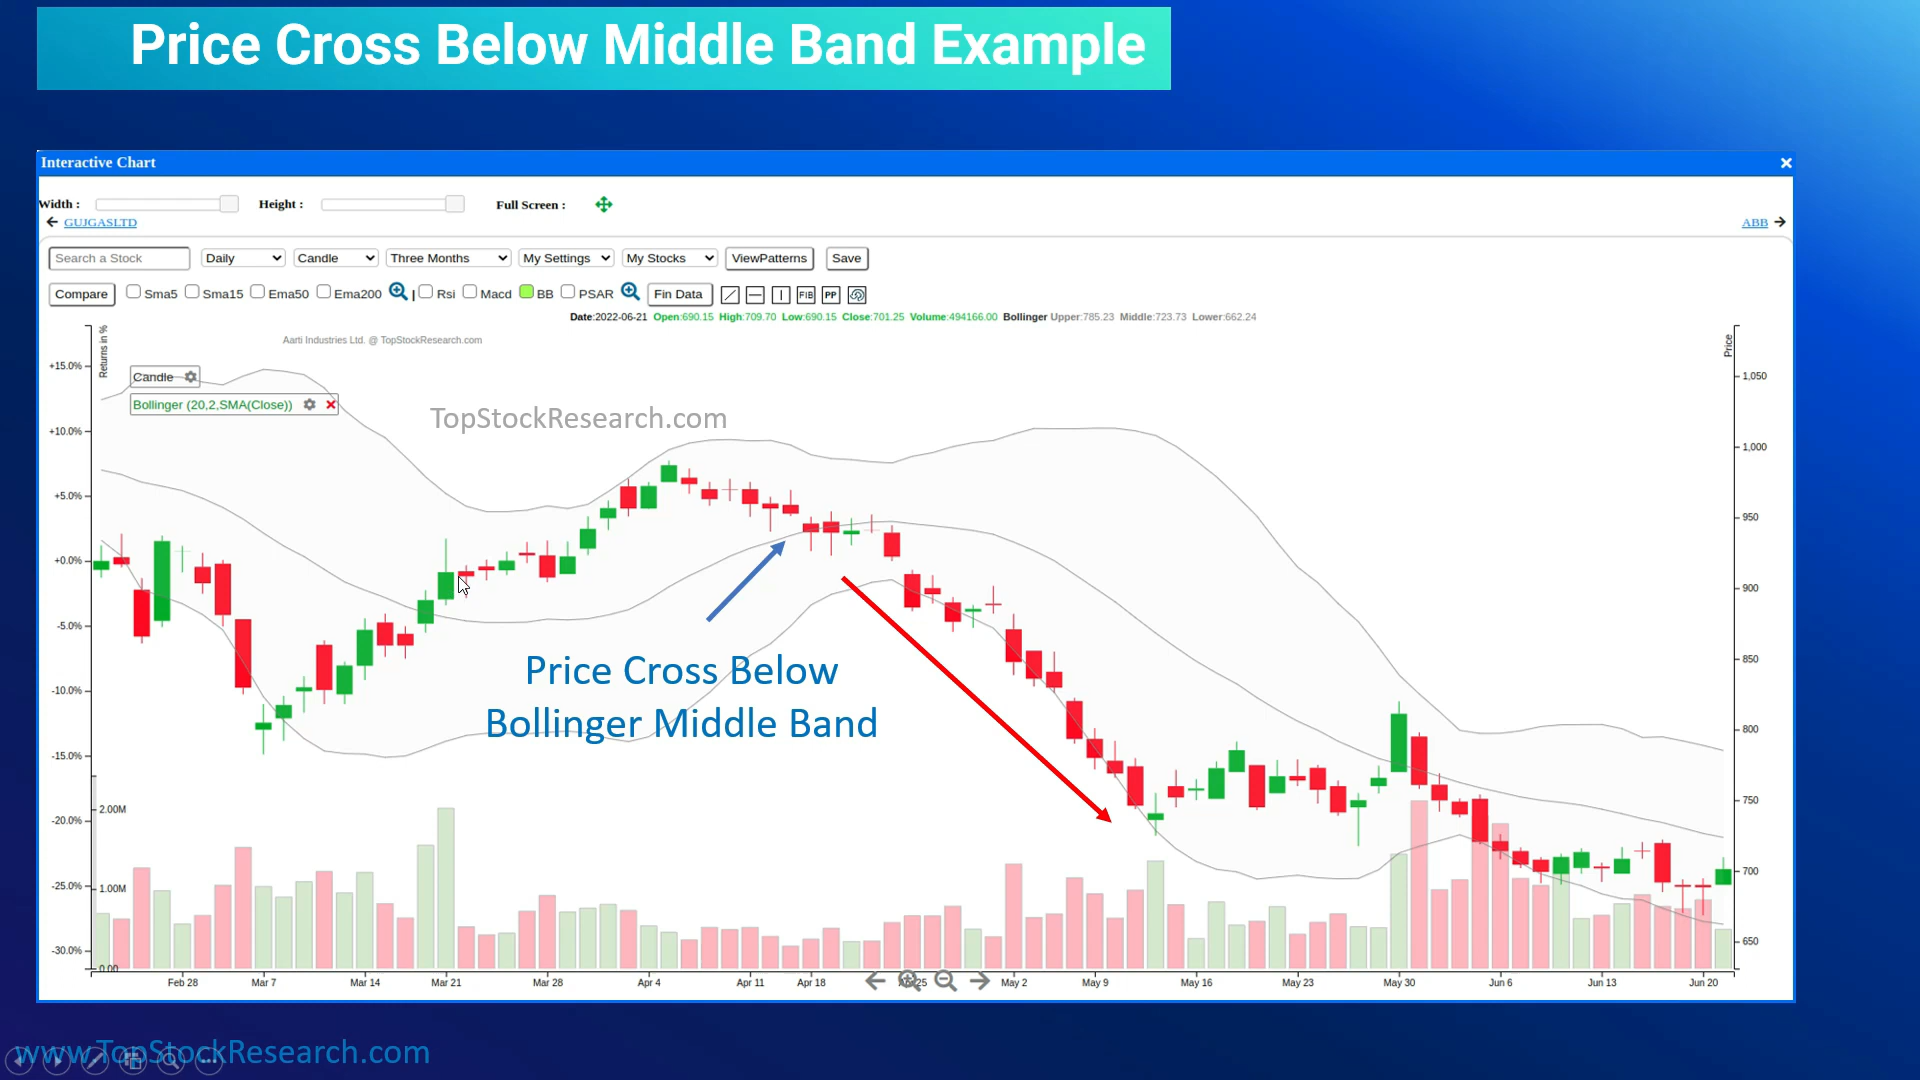 Price Cross Below Middle Band Example
Interactive Chart
Width :
Height :
Full Screen :
GUJGASLTD
ABB
Search a Stock
Daily
Candle
Three Months
My Settings
My Stocks
ViewPatterns
Save
Compare
Sma5
Sma15
Ema50
Ema200
|
Rsi
Macd
BB
PSAR
Fin Data
FIB
PP
Date:2022-06-21 Open:690.15 High:709.70 Low:690.15 Close:701.25 Volume:494166.00 Bollinger Upper:785.23 Middle:723.73 Lower:662.24
Returns in %
Aarti Industries Ltd. @ TopStockResearch.com
Price
Candle
Bollinger (20,2,SMA(Close))
TopStockResearch.com
+15.0%
+10.0%
+5.0%
+0.0%
-5.0%
-10.0%
-15.0%
-20.0%
-25.0%
-30.0%
2.00M
1.00M
0.00
1,050
1,000
950
900
850
800
750
700
650
Price Cross Below
Bollinger Middle Band
Feb 28
Mar 7
Mar 14
Mar 21
Mar 28
Apr 4
Apr 11
Apr 18
May 2
May 9
May 16
May 23
May 30
Jun 6
Jun 13
Jun 20
www.TopStockResearch.com